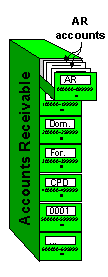 AR
accounts
AR
Accounts Receivable
Dom.
For.
CPD
0001
...